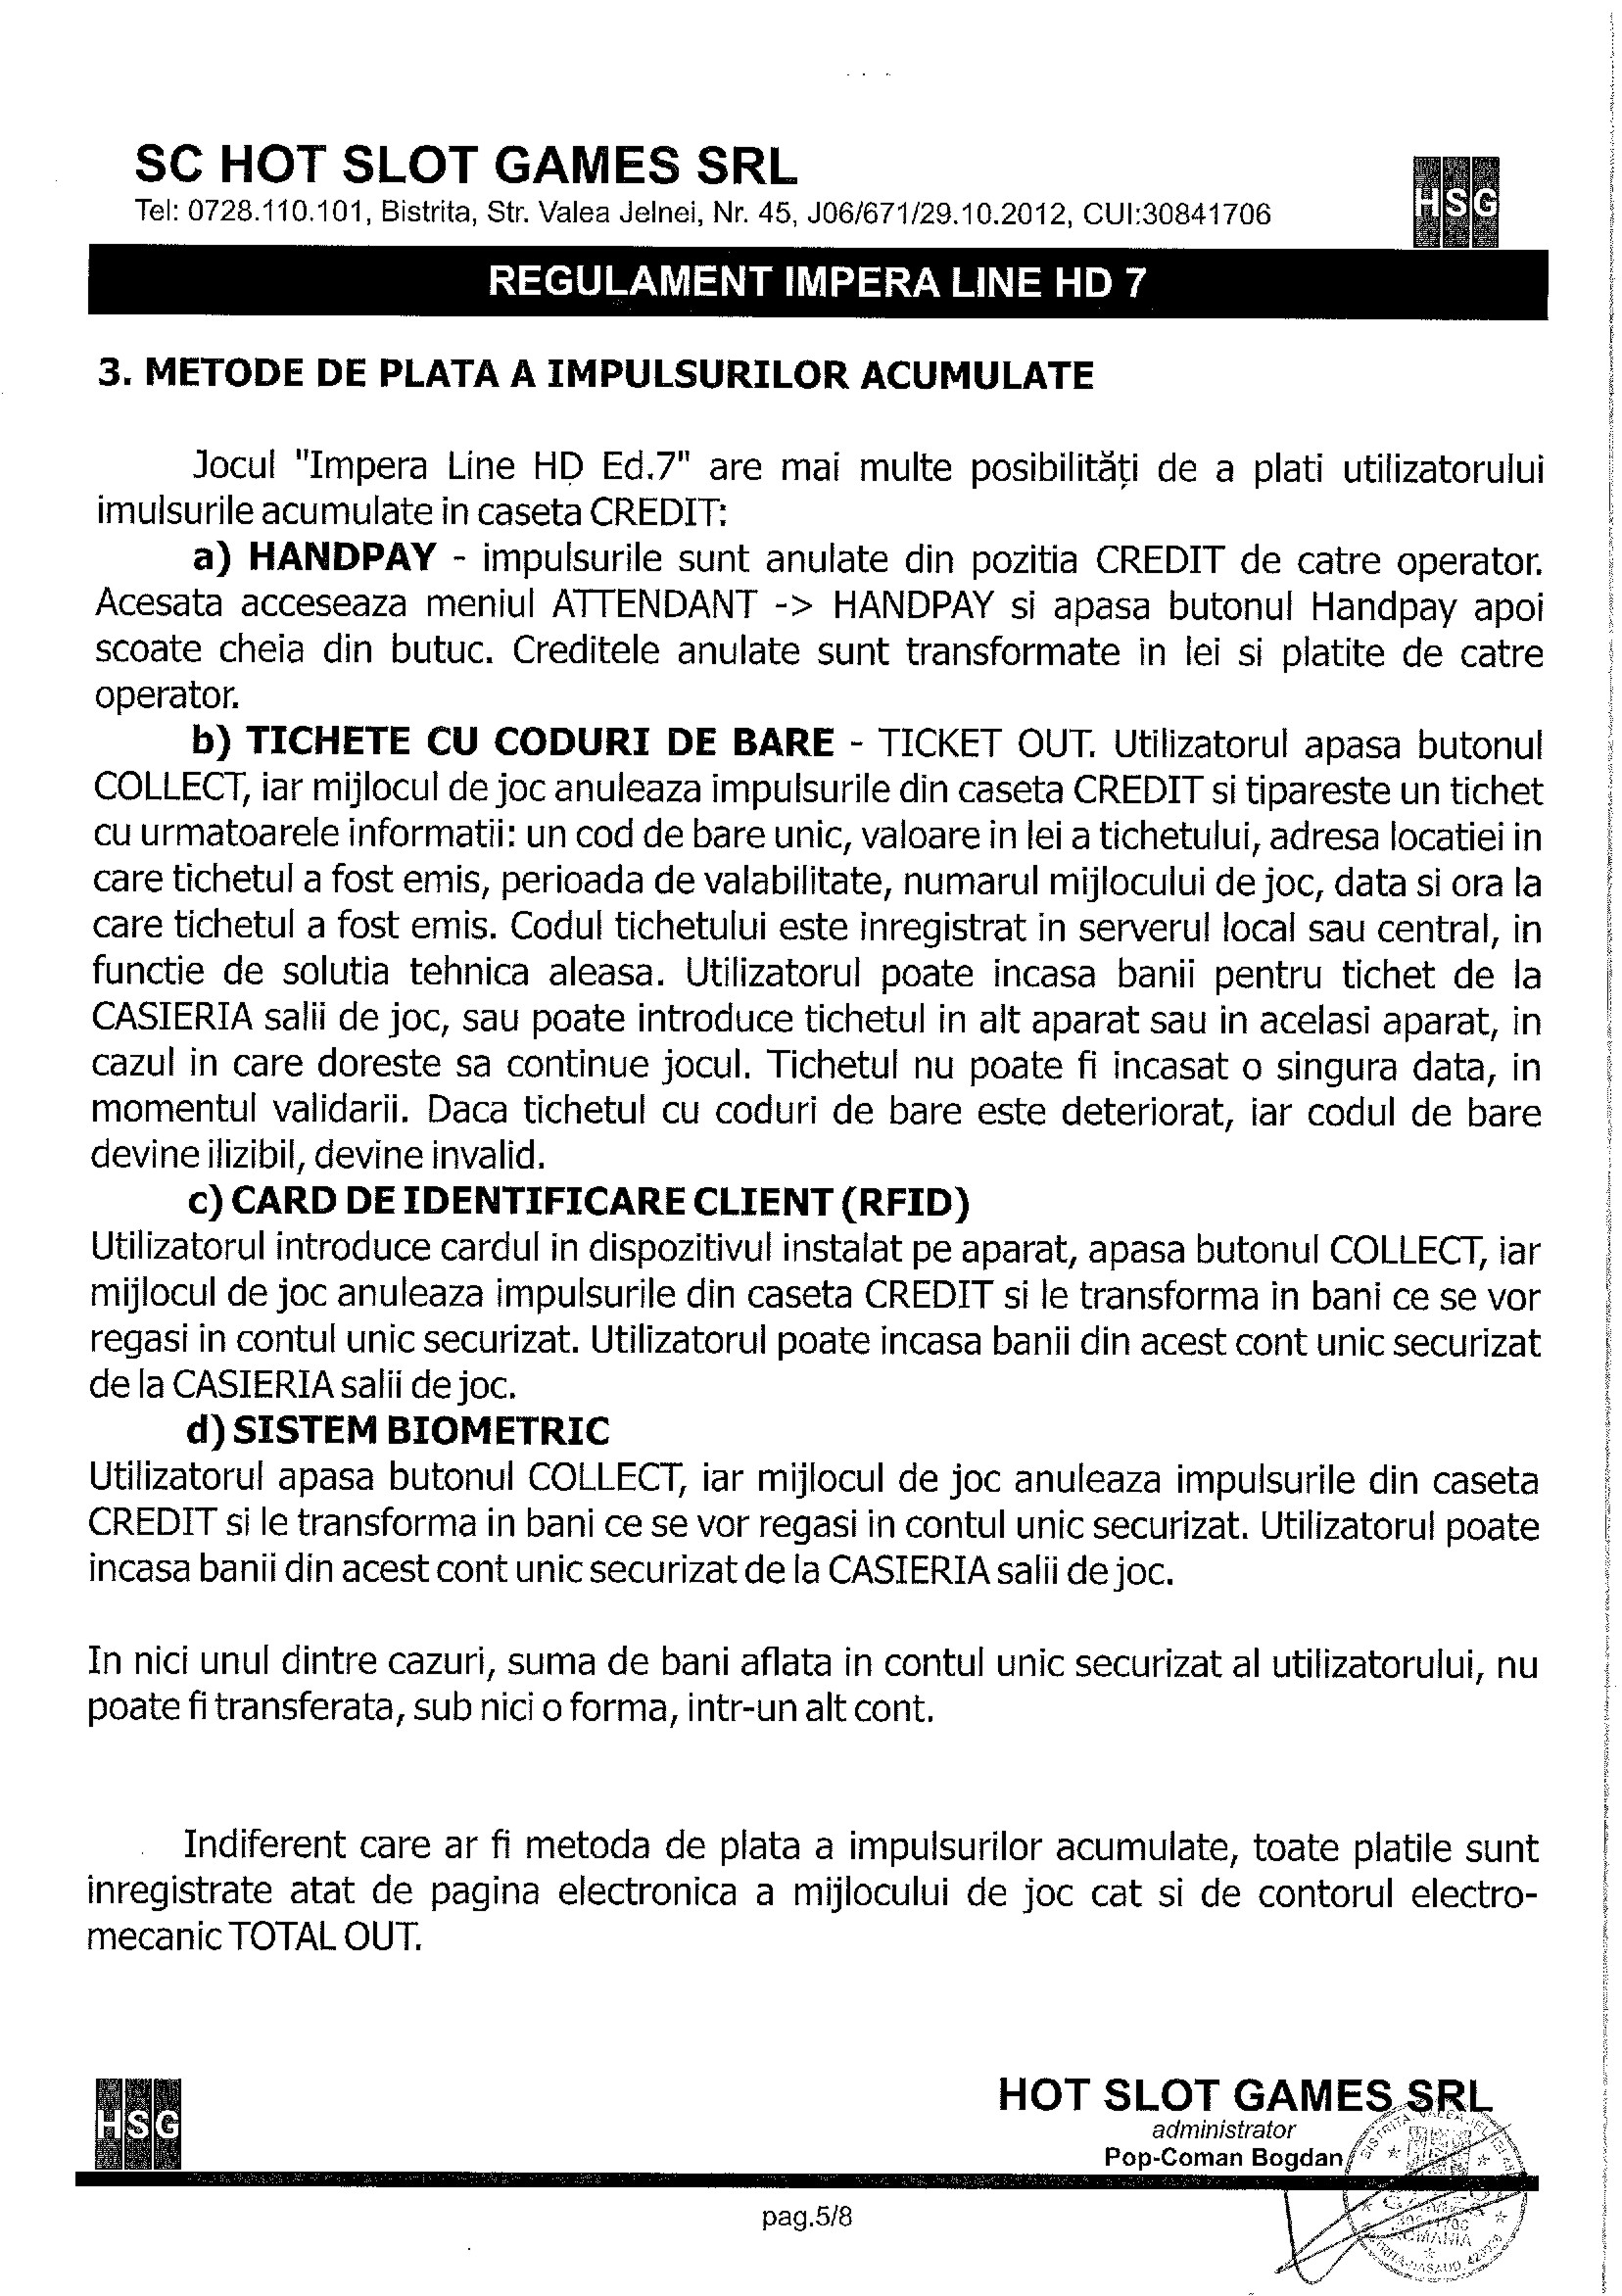 SC HOT SLOT GAMES SRL
Tel: 0728.110.101, Bistrita, Str. Valea Jelnei, Nr. 45, J06/671/29.10.2012, CUI:30841706
HSG
REGULAMENT IMPERA LINE HD 7
3. METODE DE PLATA A IMPULSURILOR ACUMULATE
Jocul "Impera Line HD Ed.7" are mai multe posibilităţi de a plati utilizatorului
imulsurile acumulate in caseta CREDIT:
a) HANDPAY - impulsurile sunt anulate din pozitia CREDIT de catre operator.
Acesata acceseaza meniul ATTENDANT -> HANDPAY si apasa butonul Handpay apoi
scoate cheia din butuc. Creditele anulate sunt transformate in lei si platite de catre
operator.
b) TICHETE CU CODURI DE BARE - TICKET OUT. Utilizatorul apasa butonul
COLLECT, iar mijlocul de joc anuleaza impulsurile din caseta CREDIT si tipareste un tichet
cu urmatoarele informatii: un cod de bare unic, valoare in lei a tichetului, adresa locatiei in
care tichetul a fost emis, perioada de valabilitate, numarul mijlocului de joc, data si ora la
care tichetul a fost emis. Codul tichetului este inregistrat in serverul local sau central, in
functie de solutia tehnica aleasa. Utilizatorul poate incasa banii pentru tichet de la
CASIERIA salii de joc, sau poate introduce tichetul in alt aparat sau in acelasi aparat, in
cazul in care doreste sa continue jocul. Tichetul nu poate fi incasat o singura data, in
momentul validarii. Daca tichetul cu coduri de bare este deteriorat, iar codul de bare
devine ilizibil, devine invalid.
c) CARD DE IDENTIFICARE CLIENT (RFID)
Utilizatorul introduce cardul in dispozitivul instalat pe aparat, apasa butonul COLLECT, iar
mijlocul de joc anuleaza impulsurile din caseta CREDIT si le transforma in bani ce se vor
regasi in contul unic securizat. Utilizatorul poate incasa banii din acest cont unic securizat
de la CASIERIA salii de joc.
d) SISTEM BIOMETRIC
Utilizatorul apasa butonul COLLECT, iar mijlocul de joc anuleaza impulsurile din caseta
CREDIT si le transforma in bani ce se vor regasi in contul unic securizat. Utilizatorul poate
incasa banii din acest cont unic securizat de la CASIERIA salii de joc.
In nici unul dintre cazuri, suma de bani aflata in contul unic securizat al utilizatorului, nu
poate fi transferata, sub nici o forma, intr-un alt cont.
Indiferent care ar fi metoda de plata a impulsurilor acumulate, toate platile sunt
inregistrate atat de pagina electronica a mijlocului de joc cat si de contorul electro-
mecanic TOTAL OUT.
HSG
HOT SLOT GAMES SRL
administrator
Pop-Coman Bogdan
pag.5/8